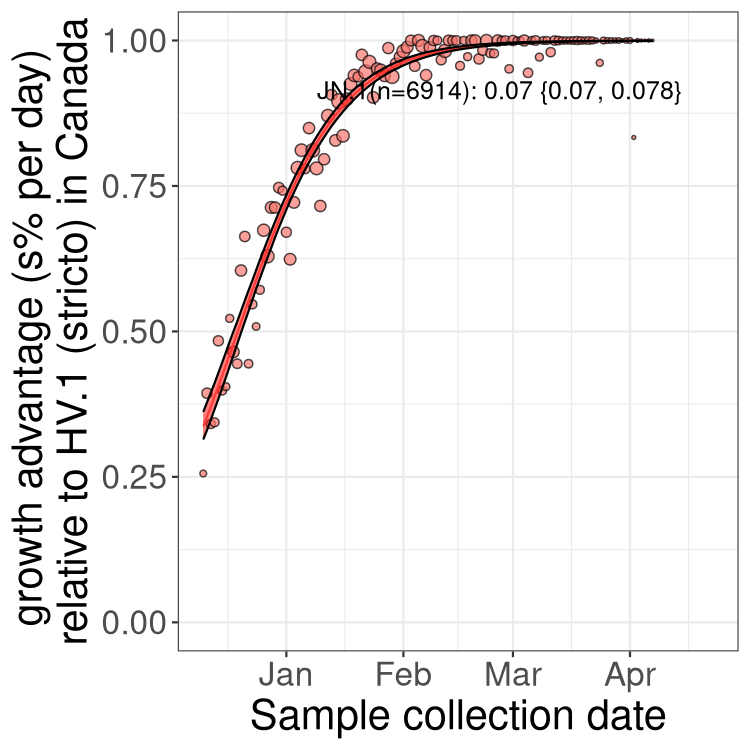 growth advantage (s% per day)
relative to HV.1 (stricto) in Canada
1.00
0.75
0.50
0.25
0.00
JN.1(n=6914): 0.07 {0.07, 0.078}
Jan Feb Mar Apr
Sample collection date